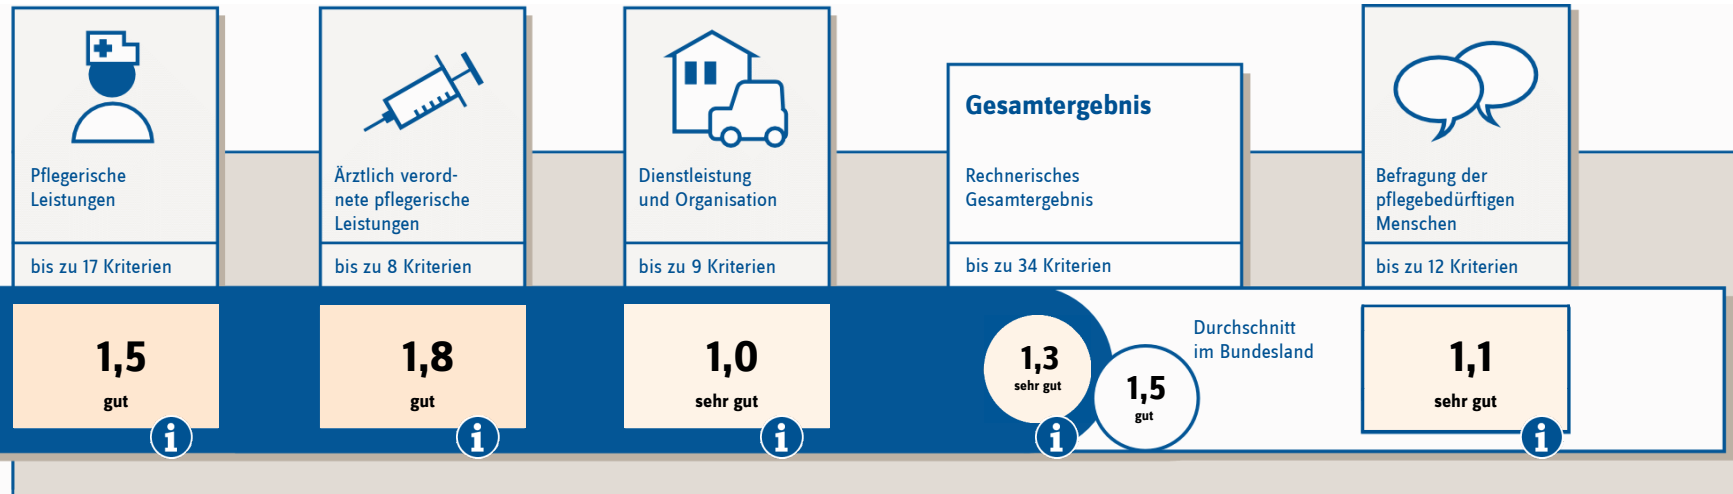 Pflegerische
Leistungen
bis zu 17 Kriterien
1,5
gut
Ärztlich verord-
nete pflegerische
Leistungen
bis zu 8 Kriterien
1,8
gut
Dienstleistung
und Organisation
bis zu 9 Kriterien
1,0
sehr gut
Gesamtergebnis
Rechnerisches
Gesamtergebnis
bis zu 34 Kriterien
1,3
sehr gut
Durchschnitt
im Bundesland
1,5
gut
Befragung der
pflegebedürftigen
Menschen
bis zu 12 Kriterien
1,1
sehr gut